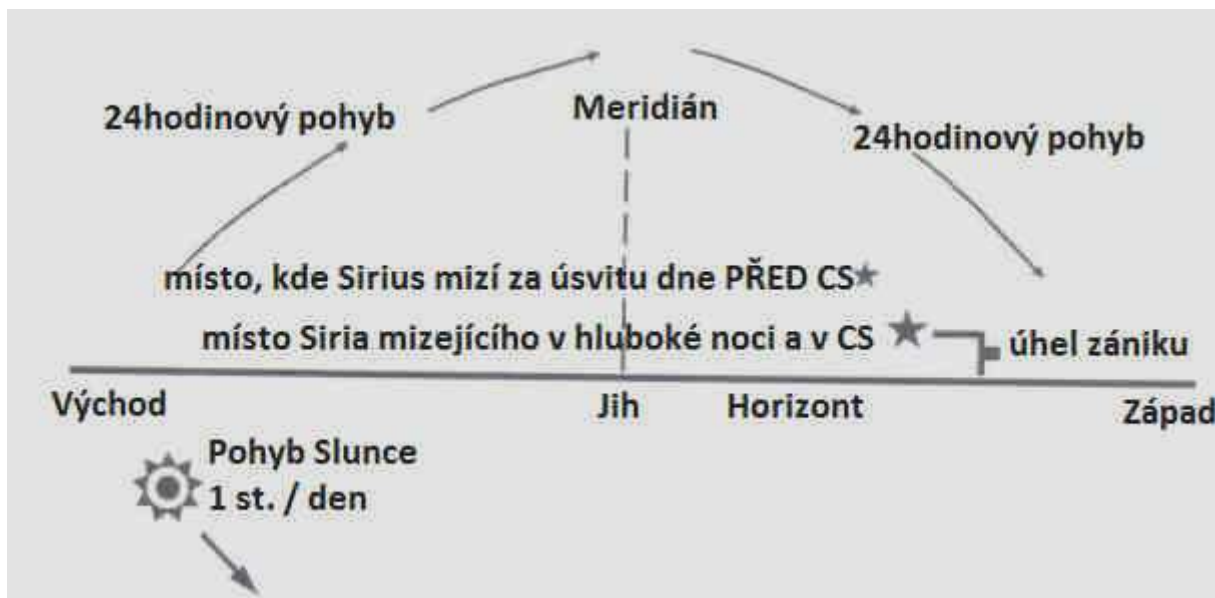 24hodinový pohyb
Meridián
24hodinový pohyb
místo, kde Sirius mizí za úsvitu dne PŘED CS
místo Siria mizejícího v hluboké noci a v CS
úhel zániku
Východ
Jih
Horizont
Západ
Pohyb Slunce
1 st. / den